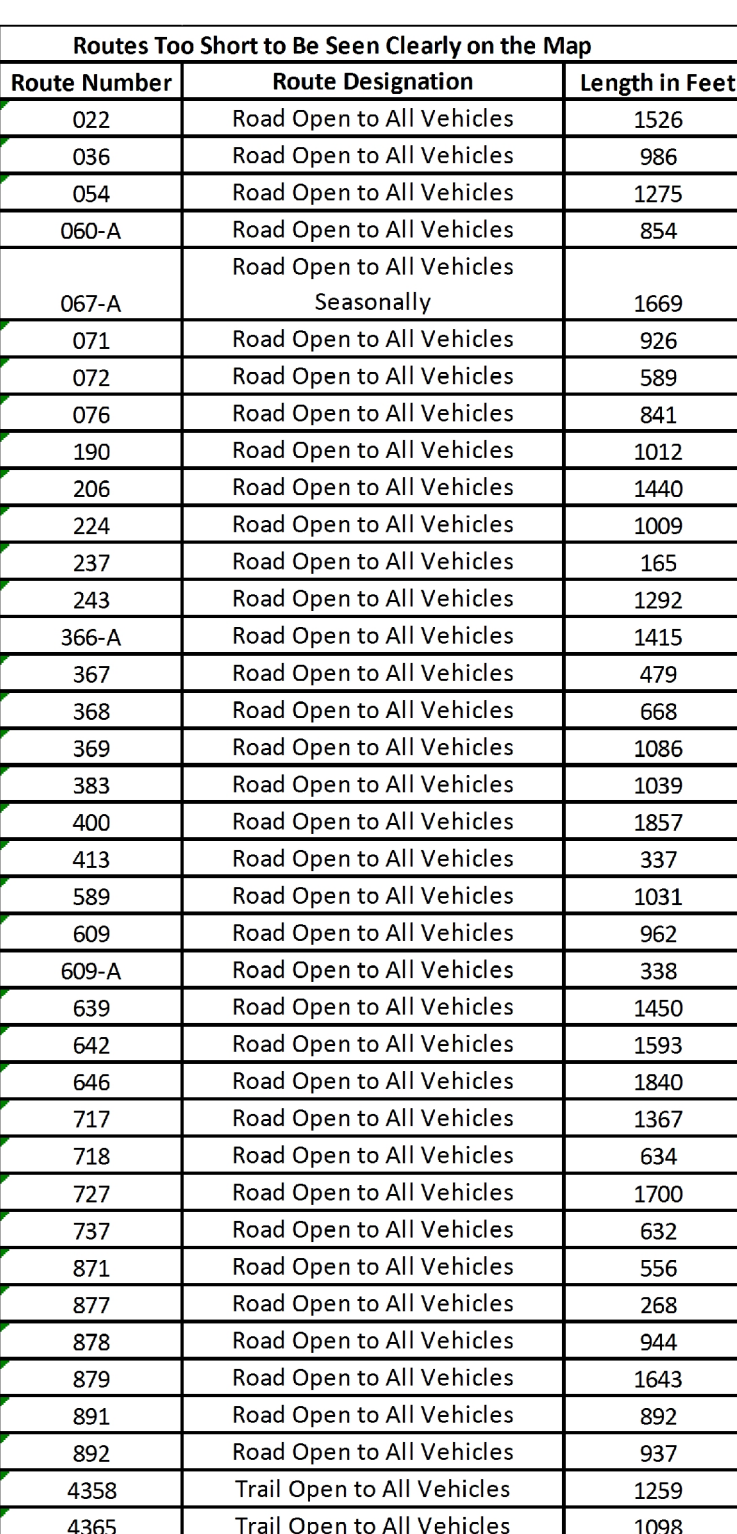 Routes Too Short to Be Seen Clearly on the Map
Route Number Route Designation Length in Feet
022 Road Open to All Vehicles 1526
036 Road Open to All Vehicles 986
054 Road Open to All Vehicles 1275
060-A Road Open to All Vehicles 854
Road Open to All Vehicles
067-A Seasonally 1669
071 Road Open to All Vehicles 926
072 Road Open to All Vehicles 589
076 Road Open to All Vehicles 841
190 Road Open to All Vehicles 1012
206 Road Open to All Vehicles 1440
224 Road Open to All Vehicles 1009
237 Road Open to All Vehicles 165
243 Road Open to All Vehicles 1292
366-A Road Open to All Vehicles 1415
367 Road Open to All Vehicles 479
368 Road Open to All Vehicles 668
369 Road Open to All Vehicles 1086
383 Road Open to All Vehicles 1039
400 Road Open to All Vehicles 1857
413 Road Open to All Vehicles 337
589 Road Open to All Vehicles 1031
609 Road Open to All Vehicles 962
609-A Road Open to All Vehicles 338
639 Road Open to All Vehicles 1450
642 Road Open to All Vehicles 1593
646 Road Open to All Vehicles 1840
717 Road Open to All Vehicles 1367
718 Road Open to All Vehicles 634
727 Road Open to All Vehicles 1700
737 Road Open to All Vehicles 632
871 Road Open to All Vehicles 556
877 Road Open to All Vehicles 268
878 Road Open to All Vehicles 944
879 Road Open to All Vehicles 1643
891 Road Open to All Vehicles 892
892 Road Open to All Vehicles 937
4358 Trail Open to All Vehicles 1259
4365 Trail Open to All Vehicles 1098